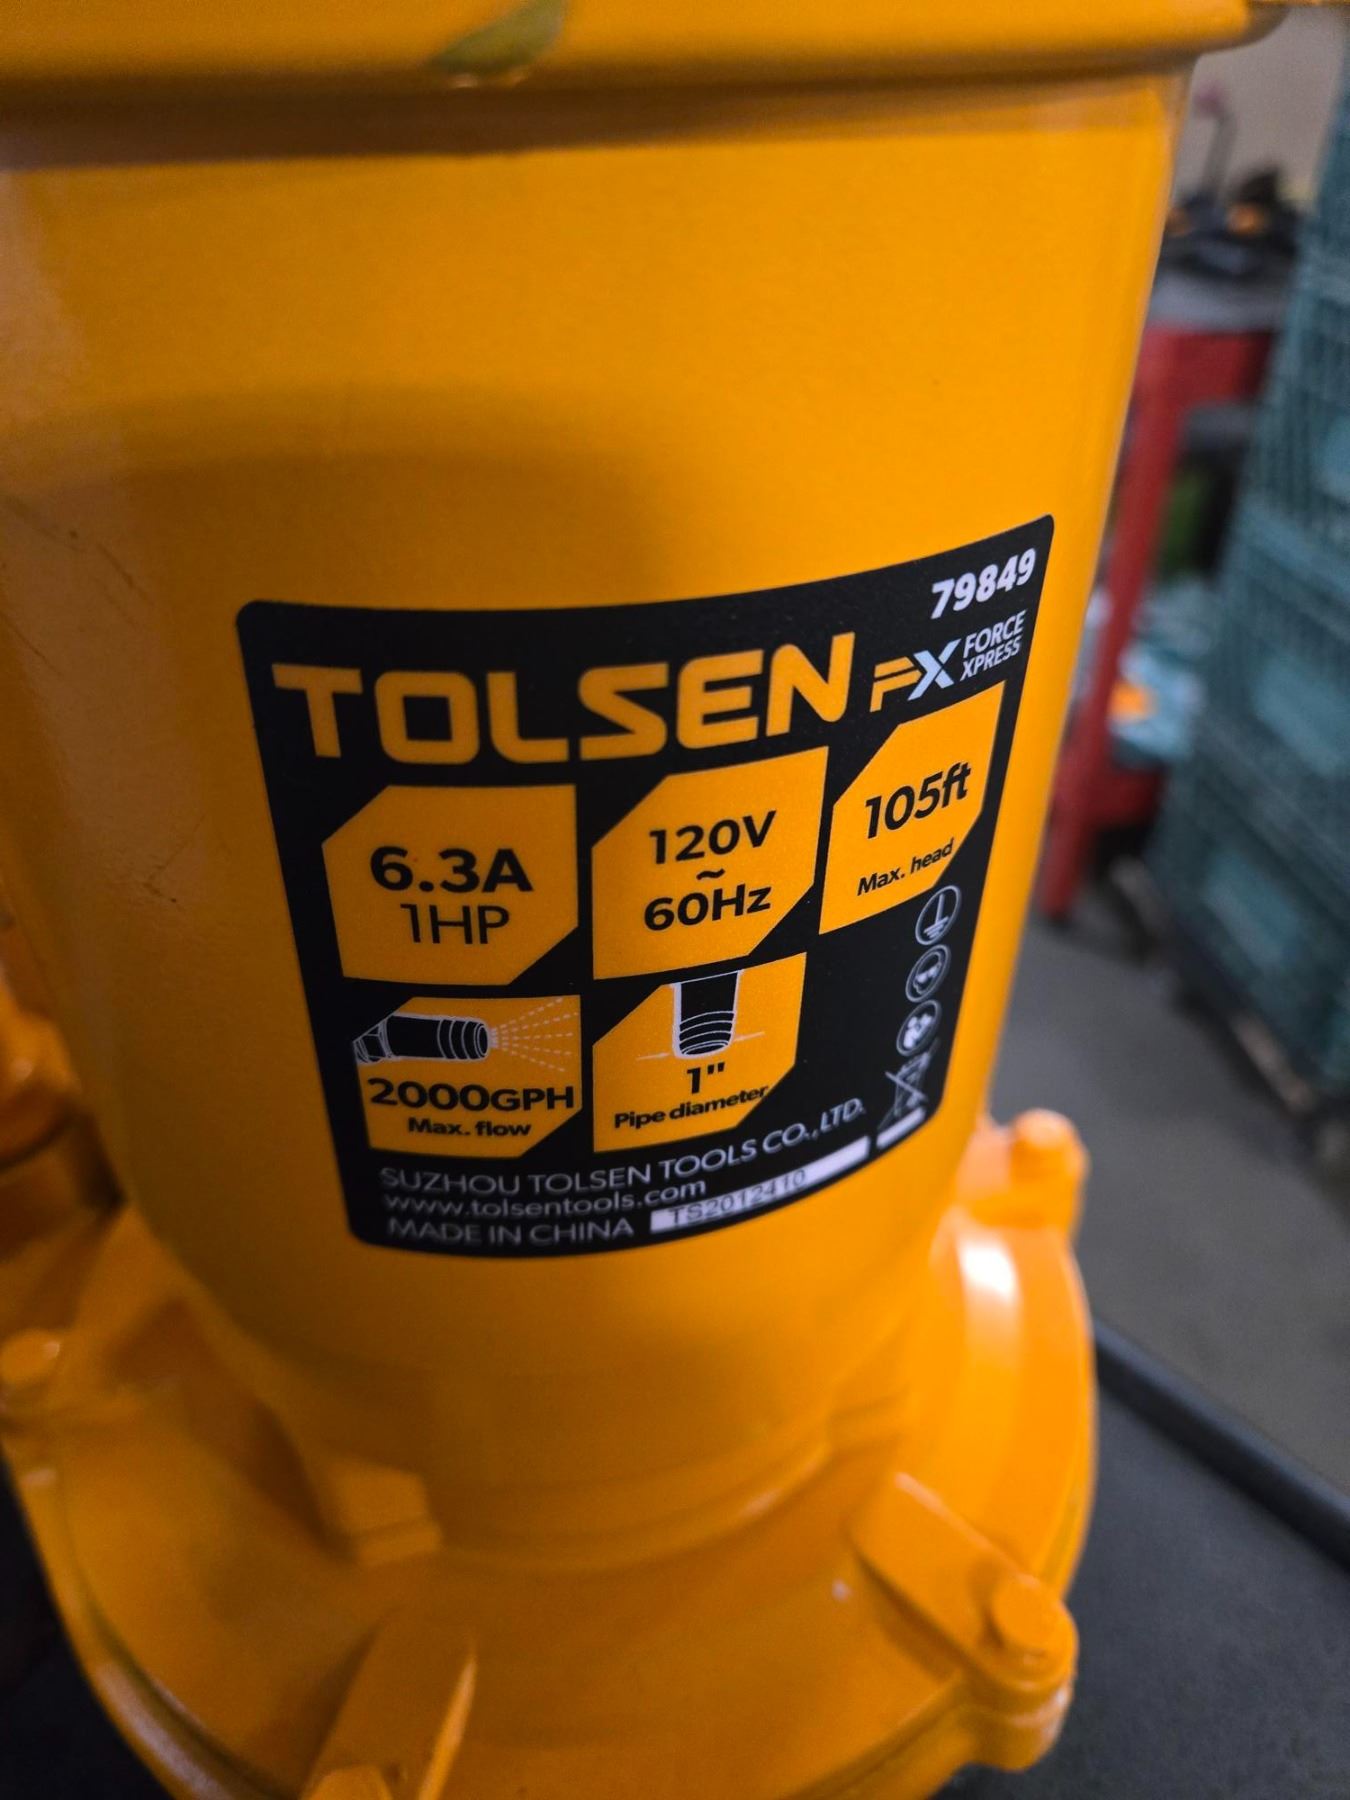 79849
TOLSEN FX FORCE XPRESS
6.3A
1HP
120V
~
60Hz
105ft
Max. head
2000GPH
Max. flow
1"
Pipe diameter
SUZHOU TOLSEN TOOLS CO.,LTD.
www.tolsentools.com
MADE IN CHINA TS2012410